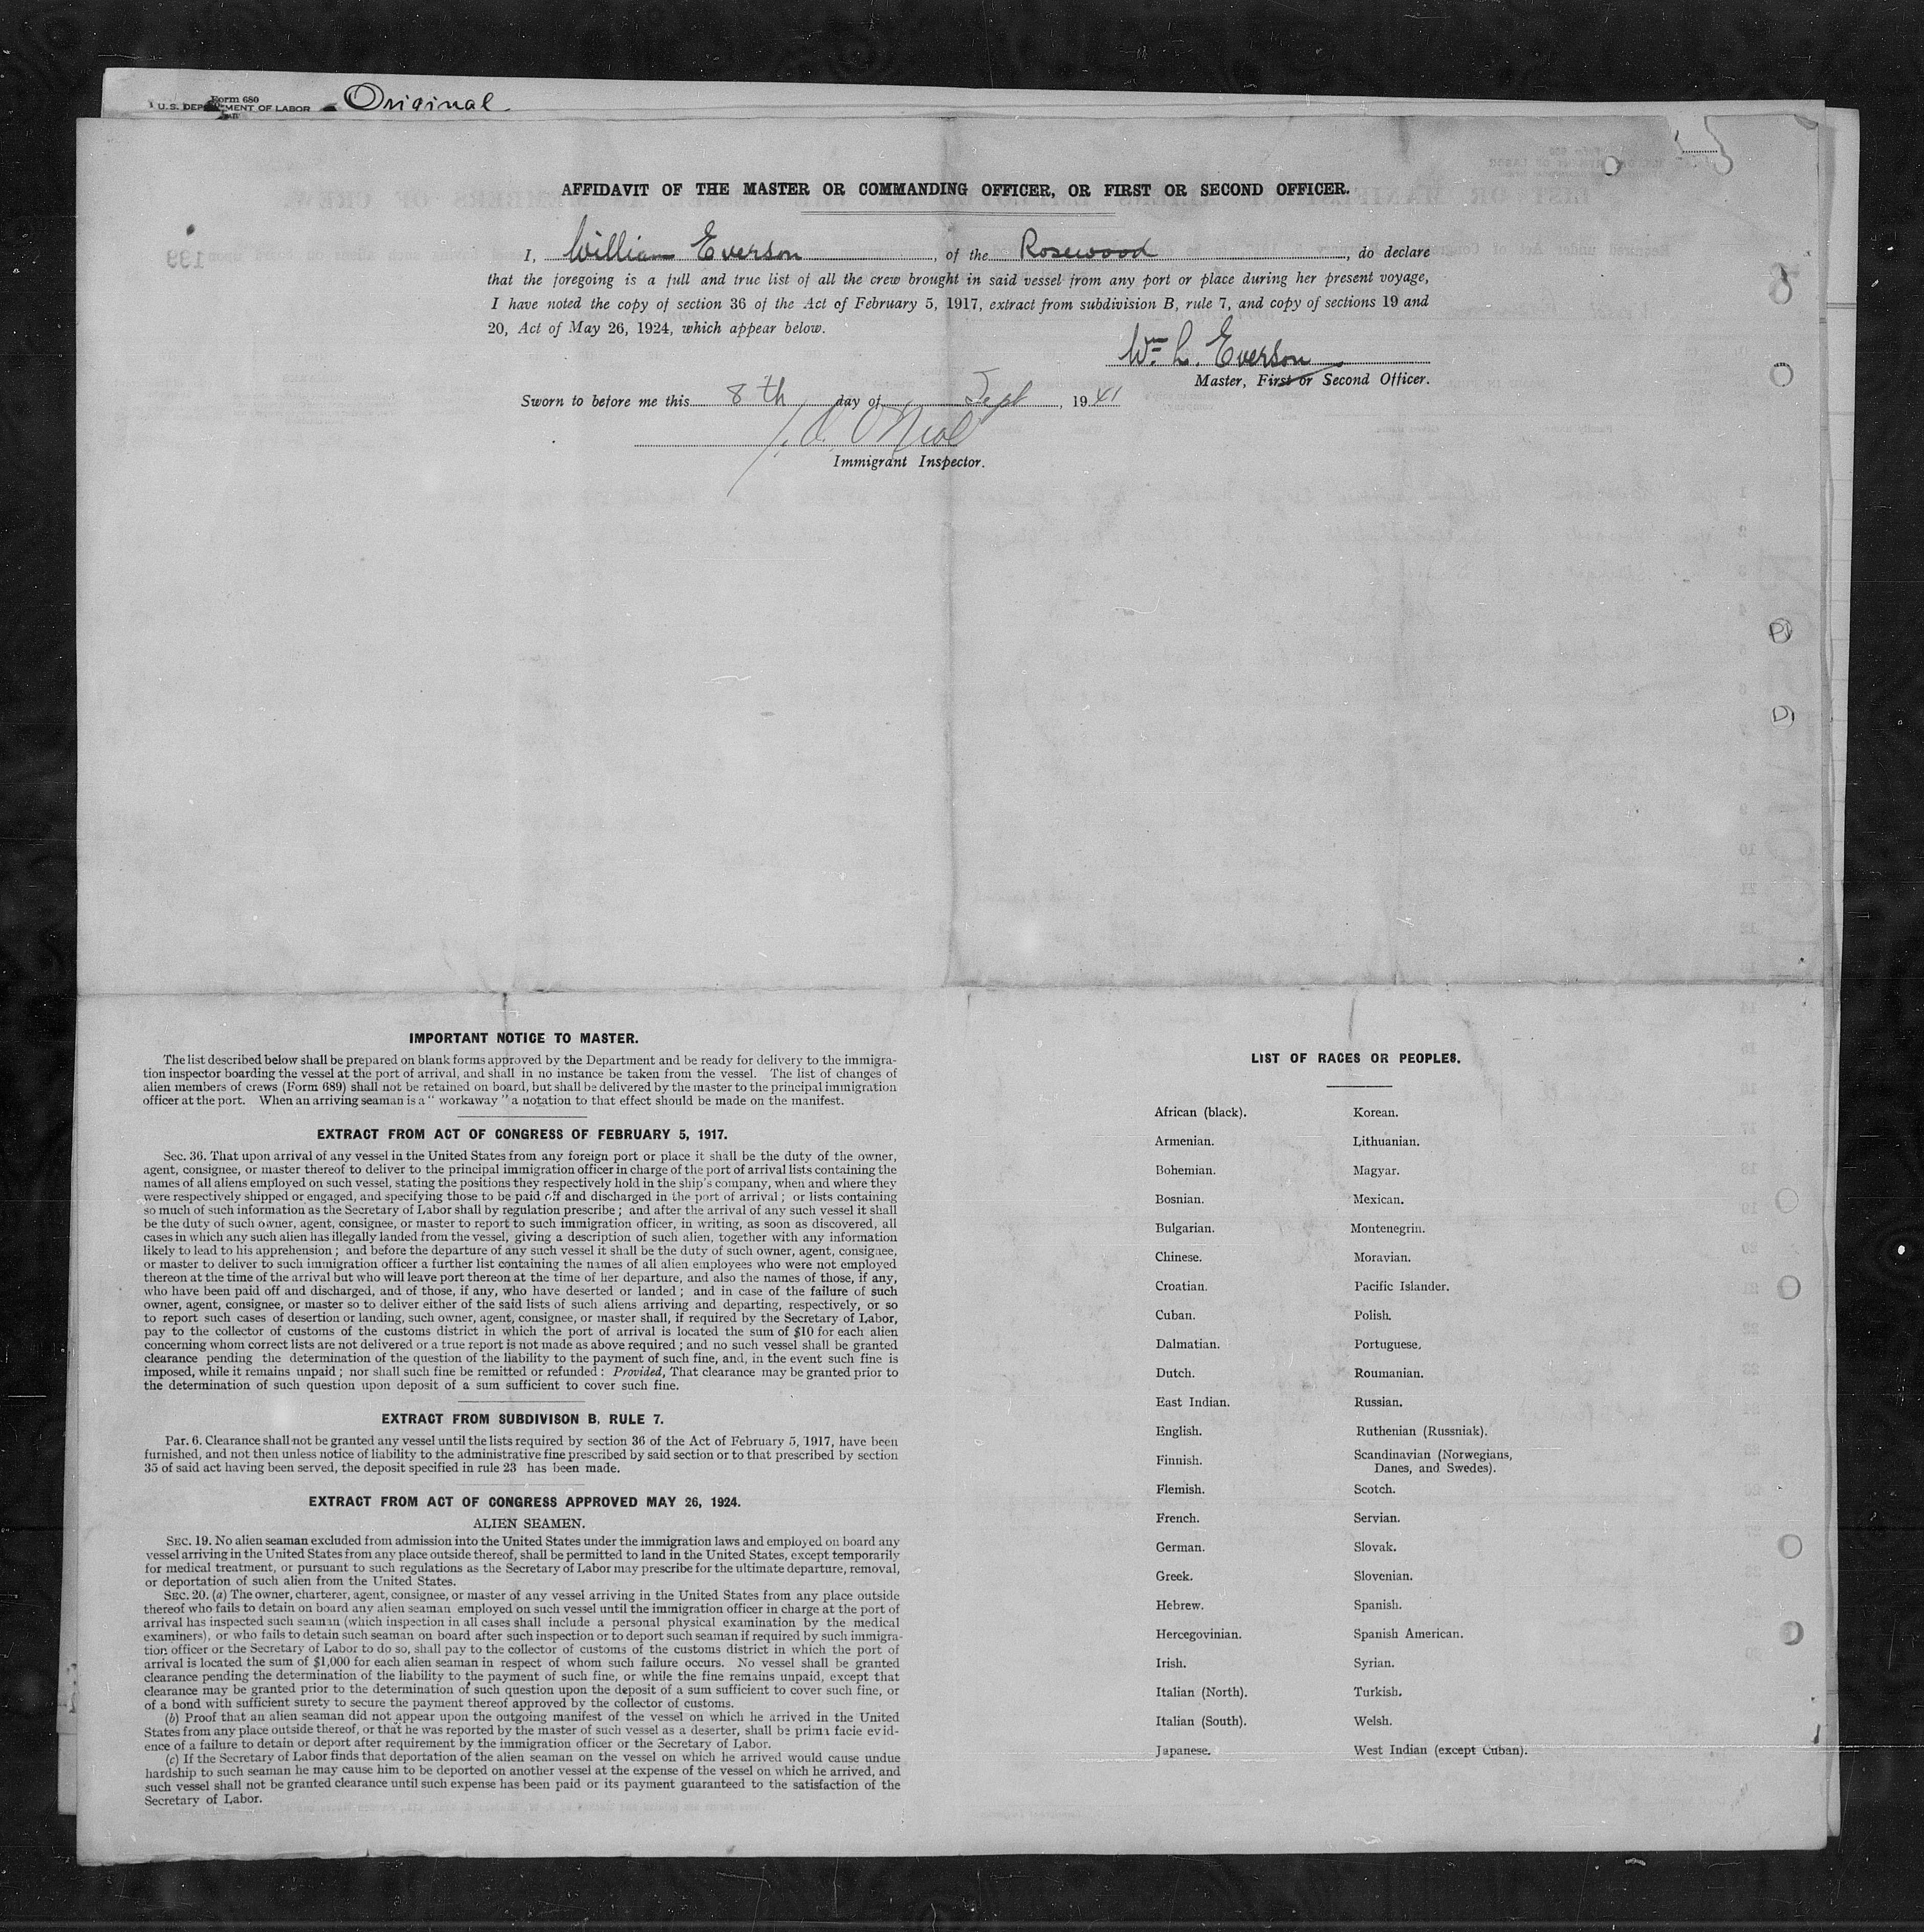 Form 680
U.S. DEPARTMENT OF LABOR
Original
AFFIDAVIT OF THE MASTER OR COMMANDING OFFICER, OR FIRST OR SECOND OFFICER.
I, William Everson, of the Rosewood, do declare
that the foregoing is a full and true list of all the crew brought in said vessel from any port or place during her present voyage,
I have noted the copy of section 36 of the Act of February 5, 1917, extract from subdivision B, rule 7, and copy of sections 19 and
20, Act of May 26, 1924, which appear below.
Wm L. Everson
Master, First or Second Officer.
Sworn to before me this 8th day of Sept, 1941
O'Neal
Immigrant Inspector.
IMPORTANT NOTICE TO MASTER.
The list described below shall be prepared on blank forms approved by the Department and be ready for delivery to the immigra-
tion inspector boarding the vessel at the port of arrival, and shall in no instance be taken from the vessel. The list of changes of
alien members of crews (Form 689) shall not be retained on board, but shall be delivered by the master to the principal immigration
officer at the port. When an arriving seaman is a " workaway " a notation to that effect should be made on the manifest.
EXTRACT FROM ACT OF CONGRESS OF FEBRUARY 5, 1917.
Sec. 36. That upon arrival of any vessel in the United States from any foreign port or place it shall be the duty of the owner,
agent, consignee, or master thereof to deliver to the principal immigration officer in charge of the port of arrival lists containing the
names of all aliens employed on such vessel, stating the positions they respectively hold in the ship's company, when and where they
were respectively shipped or engaged, and specifying those to be paid off and discharged in the port of arrival ; or lists containing
so much of such information as the Secretary of Labor shall by regulation prescribe ; and after the arrival of any such vessel it shall
be the duty of such owner, agent, consignee, or master to report to such immigration officer, in writing, as soon as discovered, all
cases in which any such alien has illegally landed from the vessel, giving a description of such alien, together with any information
likely to lead to his apprehension ; and before the departure of any such vessel it shall be the duty of such owner, agent, consignee,
or master to deliver to such immigration officer a further list containing the names of all alien employees who were not employed
thereon at the time of the arrival but who will leave port thereon at the time of her departure, and also the names of those, if any,
who have been paid off and discharged, and of those, if any, who have deserted or landed ; and in case of the failure of such
owner, agent, consignee, or master so to deliver either of the said lists of such aliens arriving and departing, respectively, or so
to report such cases of desertion or landing, such owner, agent, consignee, or master shall, if required by the Secretary of Labor,
pay to the collector of customs of the customs district in which the port of arrival is located the sum of $10 for each alien
concerning whom correct lists are not delivered or a true report is not made as above required ; and no such vessel shall be granted
clearance pending the determination of the question of the liability to the payment of such fine, and, in the event such fine is
imposed, while it remains unpaid ; nor shall such fine be remitted or refunded : Provided, That clearance may be granted prior to
the determination of such question upon deposit of a sum sufficient to cover such fine.
EXTRACT FROM SUBDIVISON B, RULE 7.
Par. 6. Clearance shall not be granted any vessel until the lists required by section 36 of the Act of February 5, 1917, have been
furnished, and not then unless notice of liability to the administrative fine prescribed by said section or to that prescribed by section
35 of said act having been served, the deposit specified in rule 23 has been made.
EXTRACT FROM ACT OF CONGRESS APPROVED MAY 26, 1924.
ALIEN SEAMEN.
SEC. 19. No alien seaman excluded from admission into the United States under the immigration laws and employed on board any
vessel arriving in the United States from any place outside thereof, shall be permitted to land in the United States, except temporarily
for medical treatment, or pursuant to such regulations as the Secretary of Labor may prescribe for the ultimate departure, removal,
or deportation of such alien from the United States.
SEC. 20. (a) The owner, charterer, agent, consignee, or master of any vessel arriving in the United States from any place outside
thereof who fails to detain on board any alien seaman employed on such vessel until the immigration officer in charge at the port of
arrival has inspected such seaman (which inspection in all cases shall include a personal physical examination by the medical
examiners), or who fails to detain such seaman on board after such inspection or to deport such seaman if required by such immigra-
tion officer or the Secretary of Labor to do so, shall pay to the collector of customs of the customs district in which the port of
arrival is located the sum of $1,000 for each alien seaman in respect of whom such failure occurs. No vessel shall be granted
clearance pending the determination of the liability to the payment of such fine, or while the fine remains unpaid, except that
clearance may be granted prior to the determination of such question upon the deposit of a sum sufficient to cover such fine, or
of a bond with sufficient surety to secure the payment thereof approved by the collector of customs.
(b) Proof that an alien seaman did not appear upon the outgoing manifest of the vessel on which he arrived in the United
States from any place outside thereof, or that he was reported by the master of such vessel as a deserter, shall be prima facie evid-
ence of a failure to detain or deport after requirement by the immigration officer or the Secretary of Labor.
(c) If the Secretary of Labor finds that deportation of the alien seaman on the vessel on which he arrived would cause undue
hardship to such seaman he may cause him to be deported on another vessel at the expense of the vessel on which he arrived, and
such vessel shall not be granted clearance until such expense has been paid or its payment guaranteed to the satisfaction of the
Secretary of Labor.
LIST OF RACES OR PEOPLES.
African (black).
Armenian.
Bohemian.
Bosnian.
Bulgarian.
Chinese.
Croatian.
Cuban.
Dalmatian.
Dutch.
East Indian.
English.
Finnish.
Flemish.
French.
German.
Greek.
Hebrew.
Hercegovinian.
Irish.
Italian (North).
Italian (South).
Japanese.
Korean.
Lithuanian.
Magyar.
Mexican.
Montenegrin.
Moravian.
Pacific Islander.
Polish.
Portuguese.
Roumanian.
Russian.
Ruthenian (Russniak).
Scandinavian (Norwegians,
Danes, and Swedes).
Scotch.
Servian.
Slovak.
Slovenian.
Spanish.
Spanish American.
Syrian.
Turkish.
Welsh.
West Indian (except Cuban).